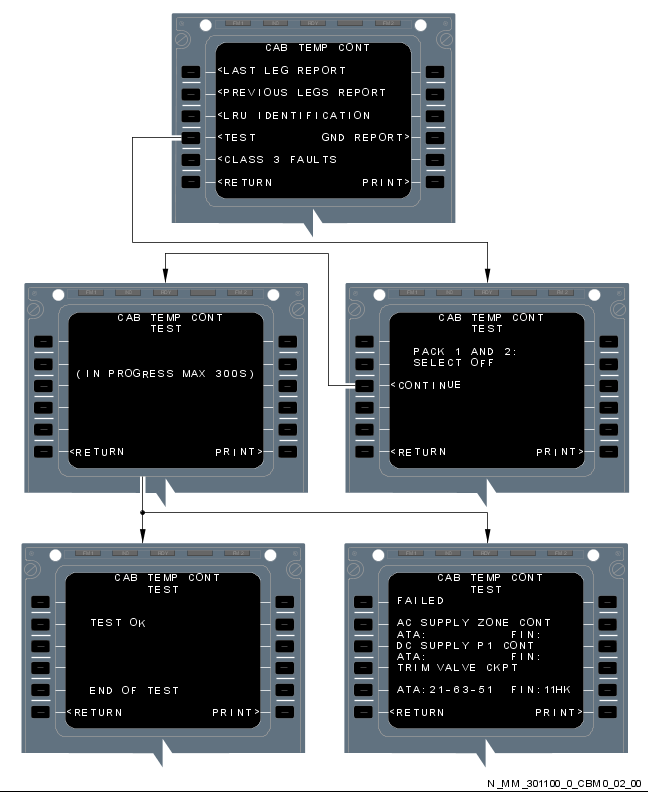 CAB TEMP CONT
<LAST LEG REPORT
<PREVIOUS LEGS REPORT
<LRU IDENTIFICATION
<TEST GND REPORT>
<CLASS 3 FAULTS
<RETURN PRINT>
CAB TEMP CONT
TEST
(IN PROGRESS MAX 300S)
<RETURN PRINT>
CAB TEMP CONT
TEST
PACK 1 AND 2:
SELECT OFF
<CONTINUE
<RETURN PRINT>
CAB TEMP CONT
TEST
TEST OK
END OF TEST
<RETURN PRINT>
CAB TEMP CONT
TEST
FAILED
AC SUPPLY ZONE CONT
ATA: FIN:
DC SUPPLY P1 CONT
ATA: FIN:
TRIM VALVE CKPT
ATA:21-63-51 FIN:11HK
<RETURN PRINT>
N_MM_301100_0_CBM0_02_00